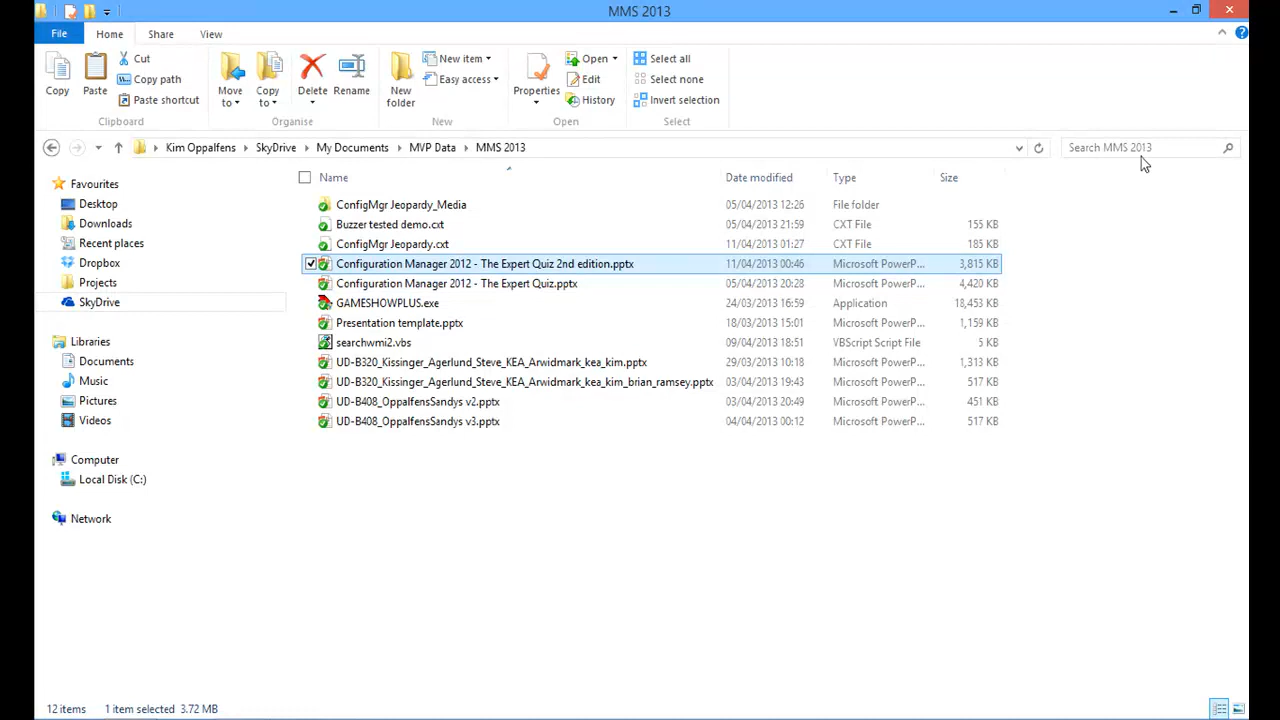 MMS 2013
File Home Share View
Copy
Paste
Cut
Copy path
Paste shortcut
Clipboard
Move to
Copy to
Delete
Rename
Organise
New folder
New item
Easy access
New
Properties
Open
Edit
History
Open
Select all
Select none
Invert selection
Select
Kim Oppalfens SkyDrive My Documents MVP Data MMS 2013
Search MMS 2013
Favourites
Desktop
Downloads
Recent places
Dropbox
Projects
SkyDrive
Libraries
Documents
Music
Pictures
Videos
Computer
Local Disk (C:)
Network
Name Date modified Type Size
ConfigMgr Jeopardy_Media 05/04/2013 12:26 File folder
Buzzer tested demo.cxt 05/04/2013 21:59 CXT File 155 KB
ConfigMgr Jeopardy.cxt 11/04/2013 01:27 CXT File 185 KB
Configuration Manager 2012 - The Expert Quiz 2nd edition.pptx 11/04/2013 00:46 Microsoft PowerP... 3,815 KB
Configuration Manager 2012 - The Expert Quiz.pptx 05/04/2013 20:28 Microsoft PowerP... 4,420 KB
GAMESHOWPLUS.exe 24/03/2013 16:59 Application 18,453 KB
Presentation template.pptx 18/03/2013 15:01 Microsoft PowerP... 1,159 KB
searchwmi2.vbs 09/04/2013 18:51 VBScript Script File 5 KB
UD-B320_Kissinger_Agerlund_Steve_KEA_Arwidmark_kea_kim.pptx 29/03/2013 10:18 Microsoft PowerP... 1,313 KB
UD-B320_Kissinger_Agerlund_Steve_KEA_Arwidmark_kea_kim_brian_ramsey.pptx 03/04/2013 19:43 Microsoft PowerP... 517 KB
UD-B408_OppalfensSandys v2.pptx 03/04/2013 20:49 Microsoft PowerP... 451 KB
UD-B408_OppalfensSandys v3.pptx 04/04/2013 00:12 Microsoft PowerP... 517 KB
12 items 1 item selected 3.72 MB